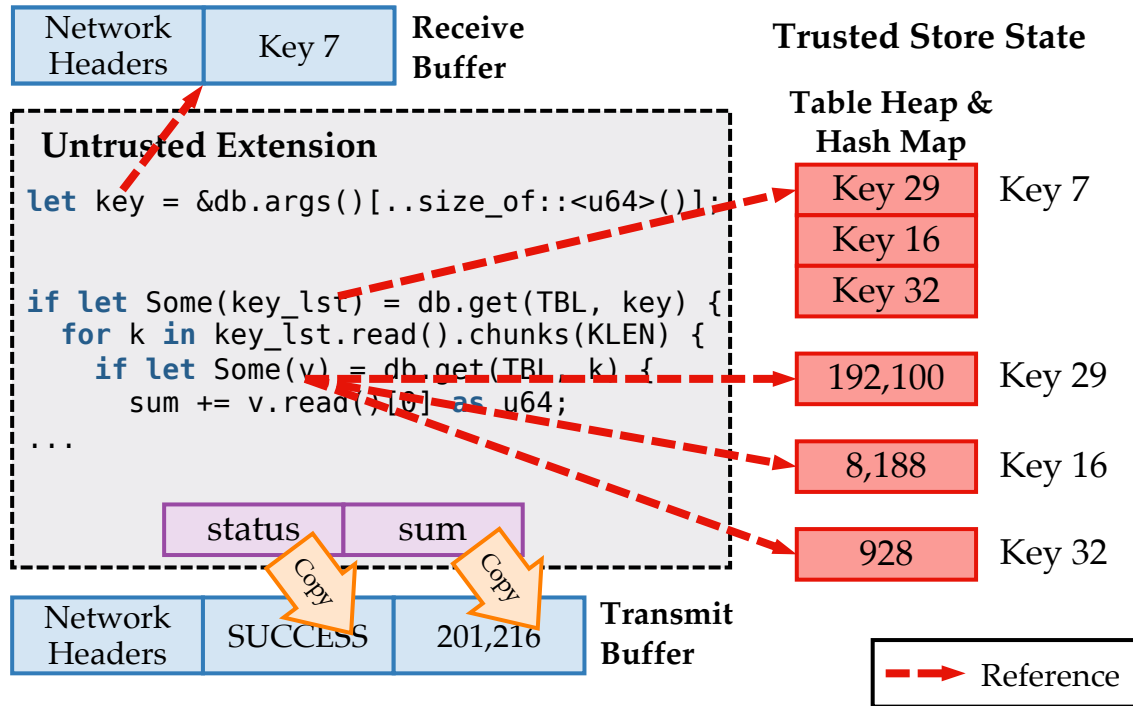 Network
Headers
Key 7
Receive
Buffer
Trusted Store State
Table Heap &
Hash Map
Untrusted Extension
let key = &db.args()[..size_of::<u64>()];
if let Some(key_lst) = db.get(TBL, key) {
for k in key_lst.read().chunks(KLEN) {
if let Some(v) = db.get(TBL, k) {
sum += v.read()[0] as u64;
...
Key 29
Key 7
Key 16
Key 32
192,100
Key 29
8,188
Key 16
928
Key 32
status
sum
Copy
Copy
Network
Headers
SUCCESS
201,216
Transmit
Buffer
Reference